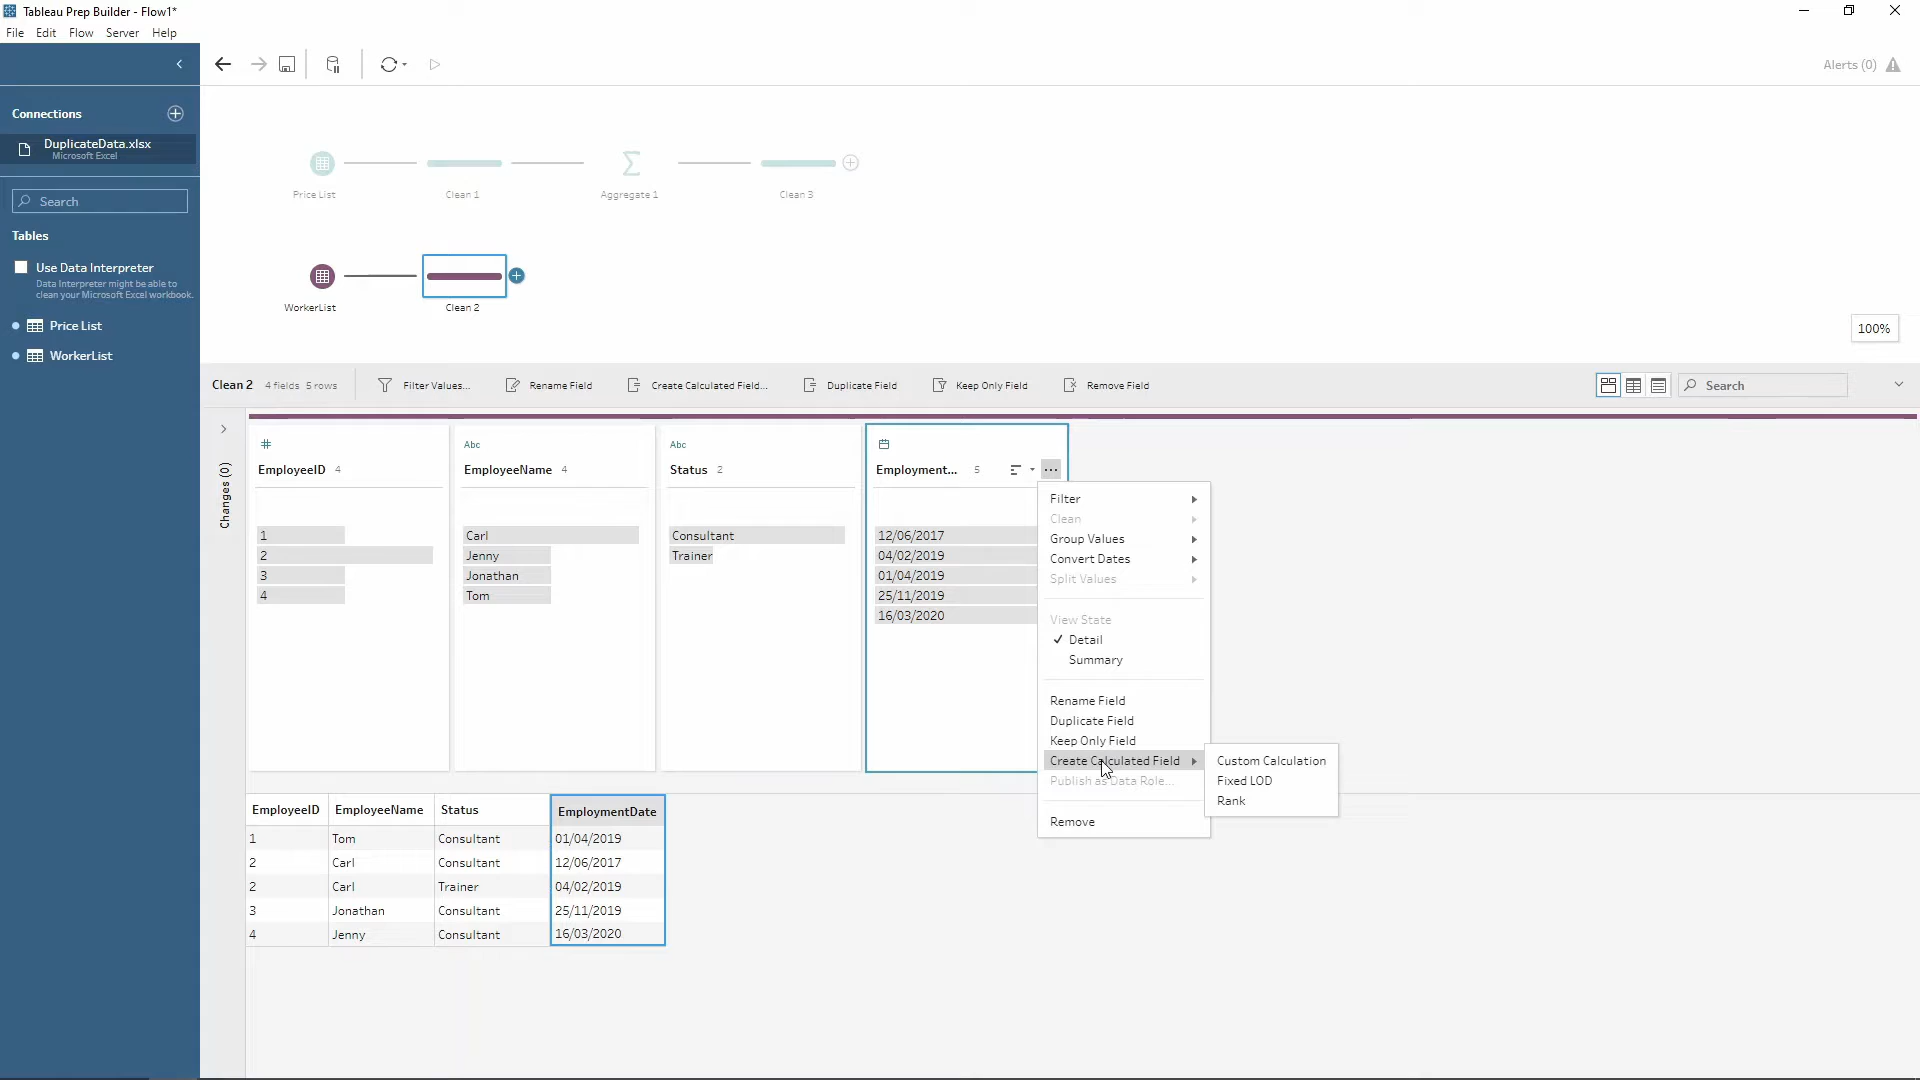 Tableau Prep Builder - Flow1*
File Edit Flow Server Help
Alerts (0)
Connections
DuplicateData.xlsx
Microsoft Excel
Search
Tables
Use Data Interpreter
Data Interpreter might be able to
clean your Microsoft Excel workbook.
Price List
WorkerList
Price List Clean 1 Aggregate 1 Clean 3
WorkerList Clean 2
100%
Clean 2 4 fields 5 rows Filter Values... Rename Field Create Calculated Field... Duplicate Field Keep Only Field Remove Field Search
Changes (0)
# Abc Abc
EmployeeID 4 EmployeeName 4 Status 2 Employment... 5
1 Carl Consultant 12/06/2017
2 Jenny Trainer 04/02/2019
3 Jonathan 01/04/2019
4 Tom 25/11/2019
16/03/2020
Filter
Clean
Group Values
Convert Dates
Split Values
View State
Detail
Summary
Rename Field
Duplicate Field
Keep Only Field
Create Calculated Field
Publish as Data Role...
Remove
Custom Calculation
Fixed LOD
Rank
EmployeeID EmployeeName Status EmploymentDate
1 Tom Consultant 01/04/2019
2 Carl Consultant 12/06/2017
2 Carl Trainer 04/02/2019
3 Jonathan Consultant 25/11/2019
4 Jenny Consultant 16/03/2020